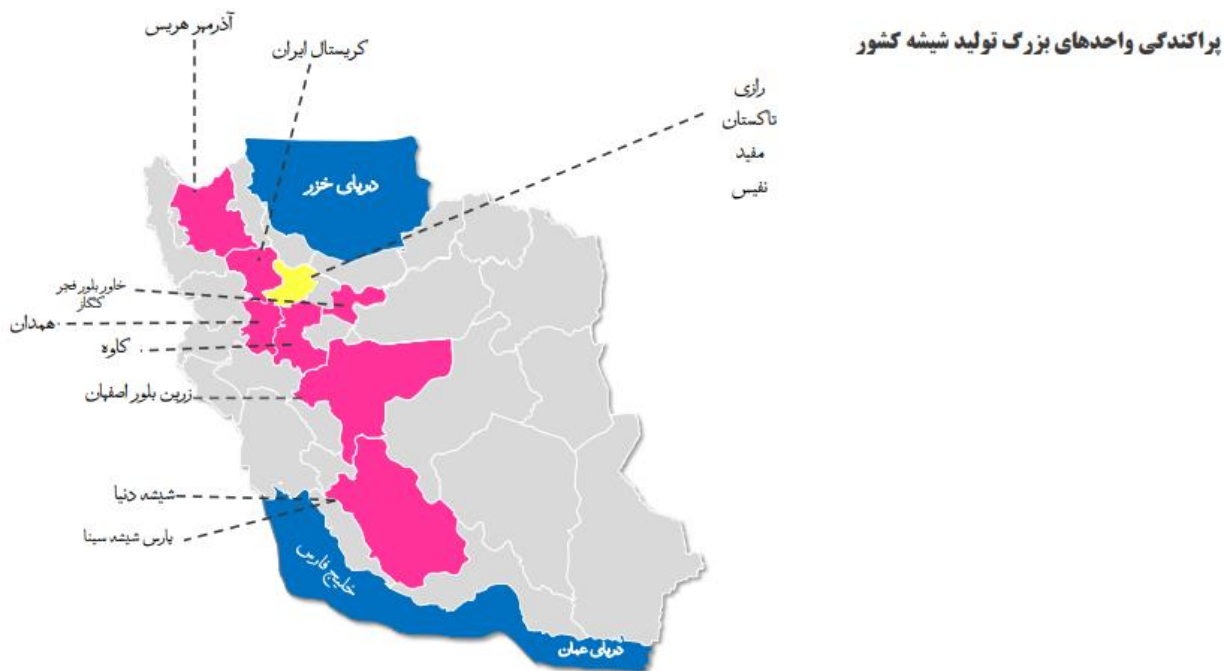 پراکندگی واحدهای بزرگ تولید شیشه کشور
آذرمهر هریس
کریستال ایران
رازی
تاکستان
مفید
نفیس
دریای خزر
خاور بلور فجر
گنگاز
همدان
کاوه .
زرین بلور اصفهان
شیشه دنیا
پارس شیشه سینا
خلیج فارس
دریای عمان